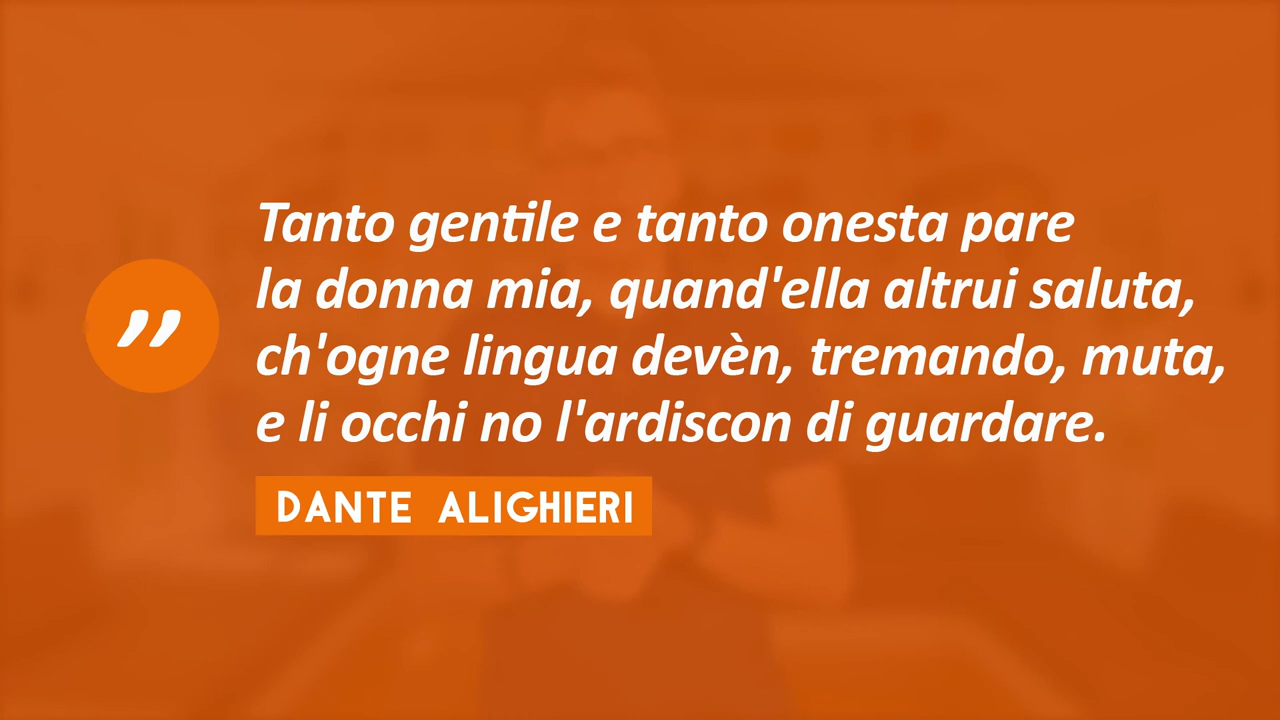 Tanto gentile e tanto onesta pare
la donna mia, quand'ella altrui saluta,
ch'ogne lingua devèn, tremando, muta,
e li occhi no l'ardiscon di guardare.
DANTE ALIGHIERI